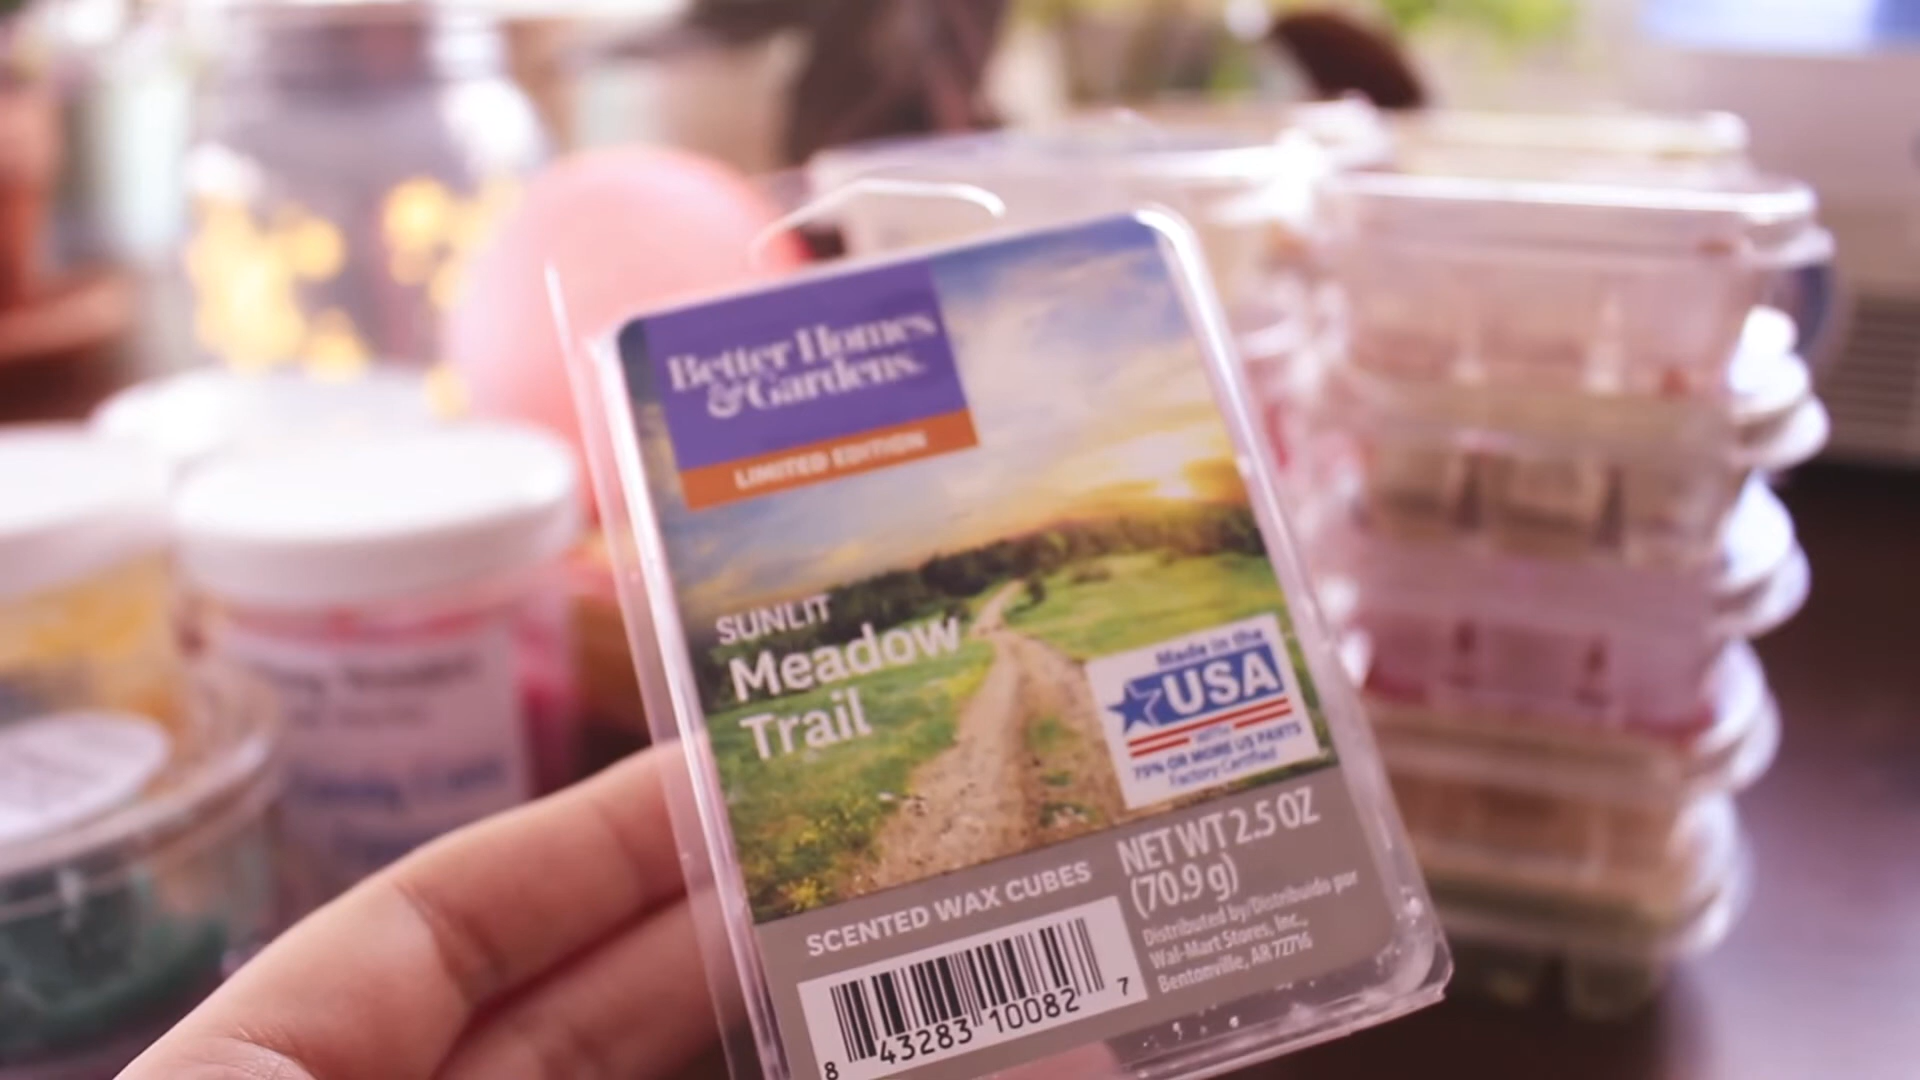 Better Homes
& Gardens.
LIMITED EDITION
SUNLIT
Meadow
Trail
Made in the
USA
WITH
75% OR MORE US PARTS
Factory Certified
SCENTED WAX CUBES
NET WT 2.5 OZ
(70.9 g)
Distributed by/Distribuido por
Wal-Mart Stores, Inc.,
Bentonville, AR 72716
8 43283 10082 7